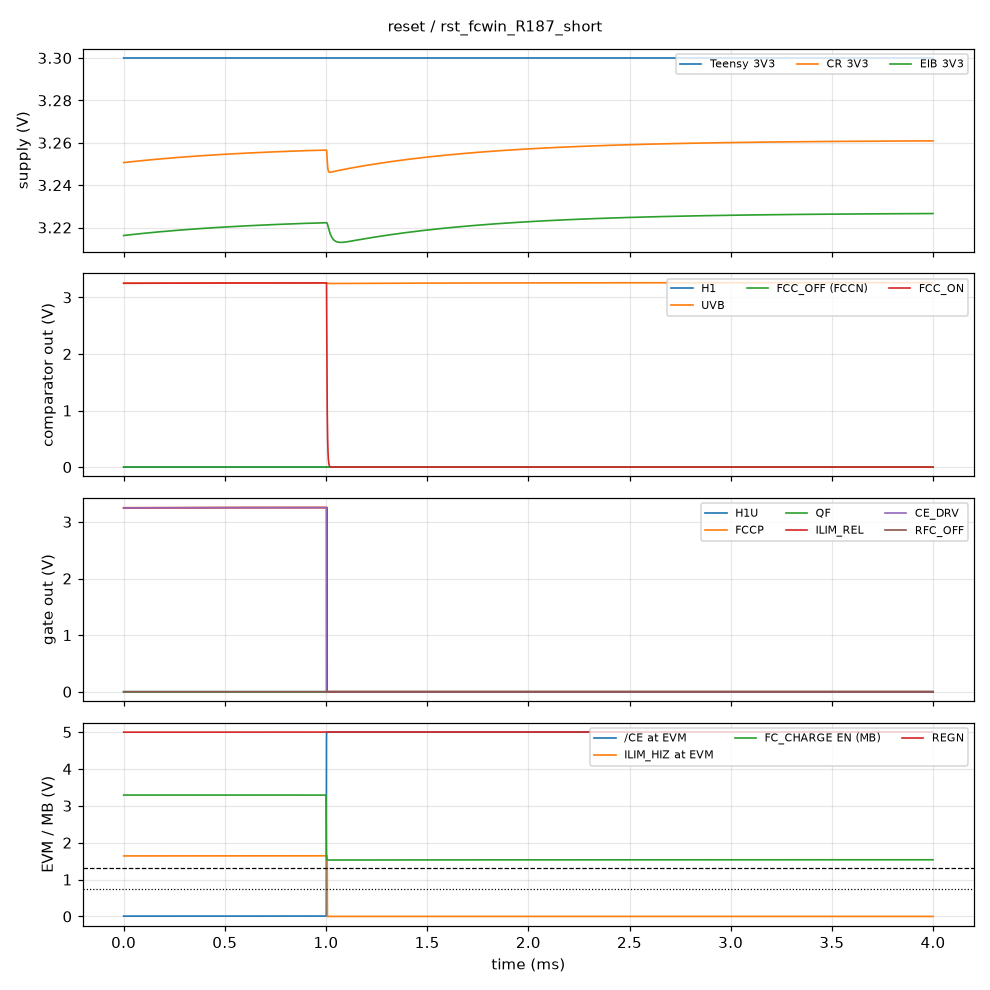 reset / rst_fcwin_R187_short
supply (V)
3.30
3.28
3.26
3.24
3.22
Teensy 3V3 CR 3V3 EIB 3V3
comparator out (V)
3
2
1
0
H1 FCC_OFF (FCCN) FCC_ON
UVB
gate out (V)
3
2
1
0
H1U QF CE_DRV
FCCP ILIM_REL RFC_OFF
EVM / MB (V)
5
4
3
2
1
0
/CE at EVM FC_CHARGE EN (MB) REGN
ILIM_HIZ at EVM
0.0 0.5 1.0 1.5 2.0 2.5 3.0 3.5 4.0
time (ms)